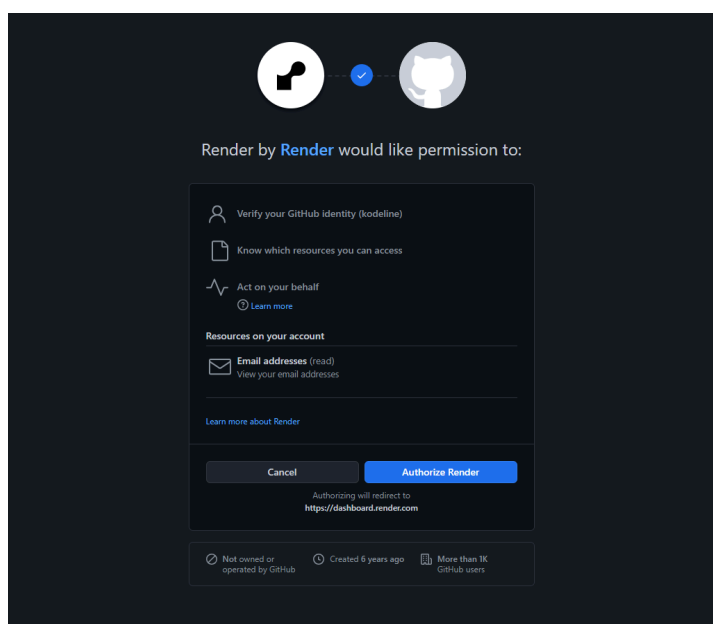 Render by Render would like permission to:
Verify your GitHub identity (kodeline)
Know which resources you can access
Act on your behalf
Learn more
Resources on your account
Email addresses (read)
View your email addresses
Learn more about Render
Cancel
Authorize Render
Authorizing will redirect to
https://dashboard.render.com
Not owned or
operated by GitHub
Created 6 years ago
More than 1K
GitHub users